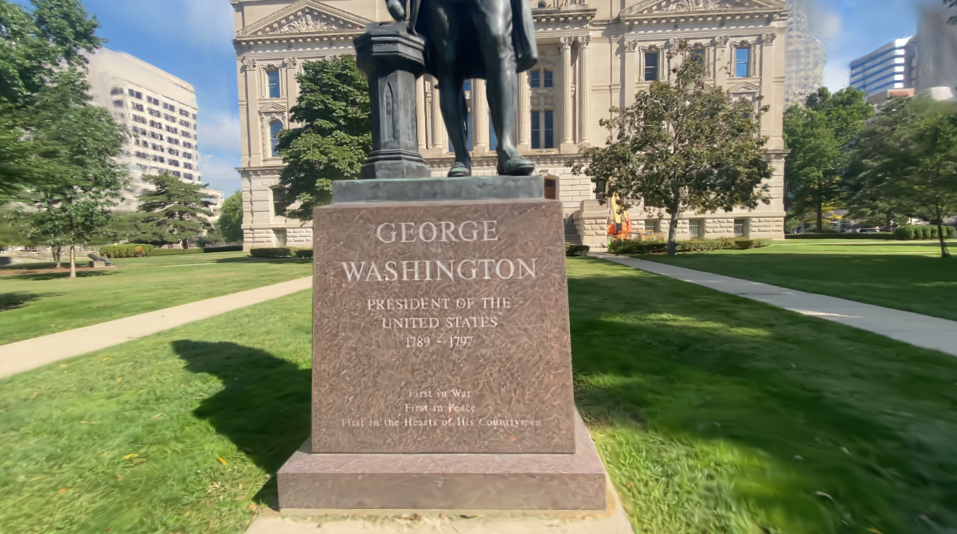 GEORGE
WASHINGTON
PRESIDENT OF THE
UNITED STATES
1789 - 1797
First in War
First in Peace
First in the Hearts of His Countrymen